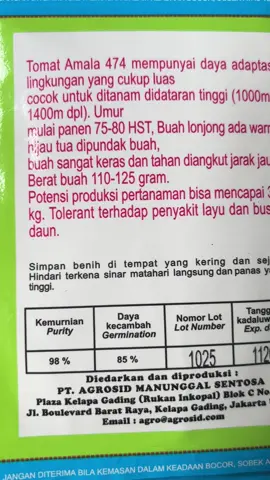 Tomat Amala 474 mempunyai daya adaptas
lingkungan yang cukup luas
cocok untuk ditanam didataran tinggi (1000m
1400m dpl). Umur
mulai panen 75-80 HST, Buah lonjong ada warn
hijau tua dipundak buah,
buah sangat keras dan tahan diangkut jarak jau
Berat buah 110-125 gram.
Potensi produksi pertanaman bisa mencapai
kg. Tolerant terhadap penyakit layu dan bus
daun.
Simpan benih di tempat yang kering dan sej
Hindari terkena sinar matahari langsung dan panas y
tinggi.
Kemurnian Daya Nomor Lot Tangg
Purity kecambah Lot Number kadaluw
Germination Exp. d
98 % 85 % 1025 112
Diedarkan dan diproduksi :
PT. AGROSID MANUNGGAL SENTOSA
Plaza Kelapa Gading (Rukan Inkopal) Blok C No.
Jl. Boulevard Barat Raya, Kelapa Gading, Jakarta
Email : agro@agrosid.com
JANGAN DITERIMA BILA KEMASAN DALAM KEADAAN BOCOR, SOBEK A